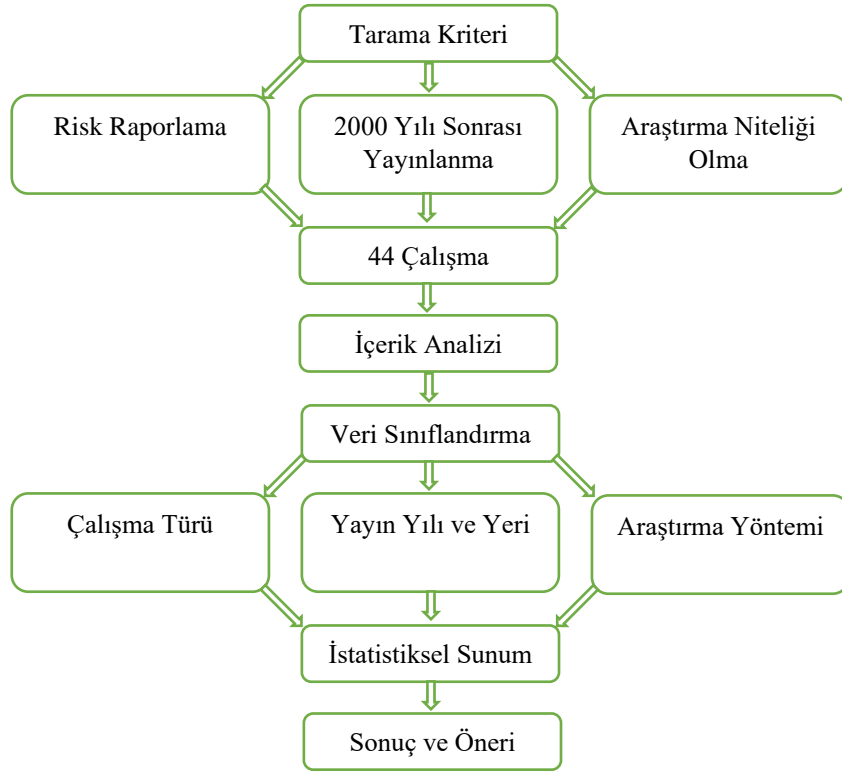 Tarama Kriteri
Risk Raporlama
2000 Yılı Sonrası
Yayınlanma
Araştırma Niteliği
Olma
44 Çalışma
İçerik Analizi
Veri Sınıflandırma
Çalışma Türü
Yayın Yılı ve Yeri
Araştırma Yöntemi
İstatistiksel Sunum
Sonuç ve Öneri